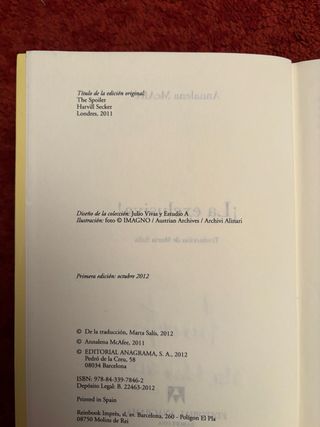 Título de la edición original:
The Spoiler
Harvill Secker
Londres, 2011
Diseño de la colección: Julio Vivas y Estudio A
Ilustración: foto © IMAGNO / Austrian Archives / Archivi Alinari
Primera edición: octubre 2012
© De la traducción, Marta Salís, 2012
© Annalena McAfee, 2011
© EDITORIAL ANAGRAMA, S. A., 2012
Pedró de la Creu, 58
08034 Barcelona
ISBN: 978-84-339-7846-2
Depósito Legal: B. 22463-2012
Printed in Spain
Reinbook Imprès, sl, av. Barcelona, 260 - Polígon El Pla
08750 Molins de Rei